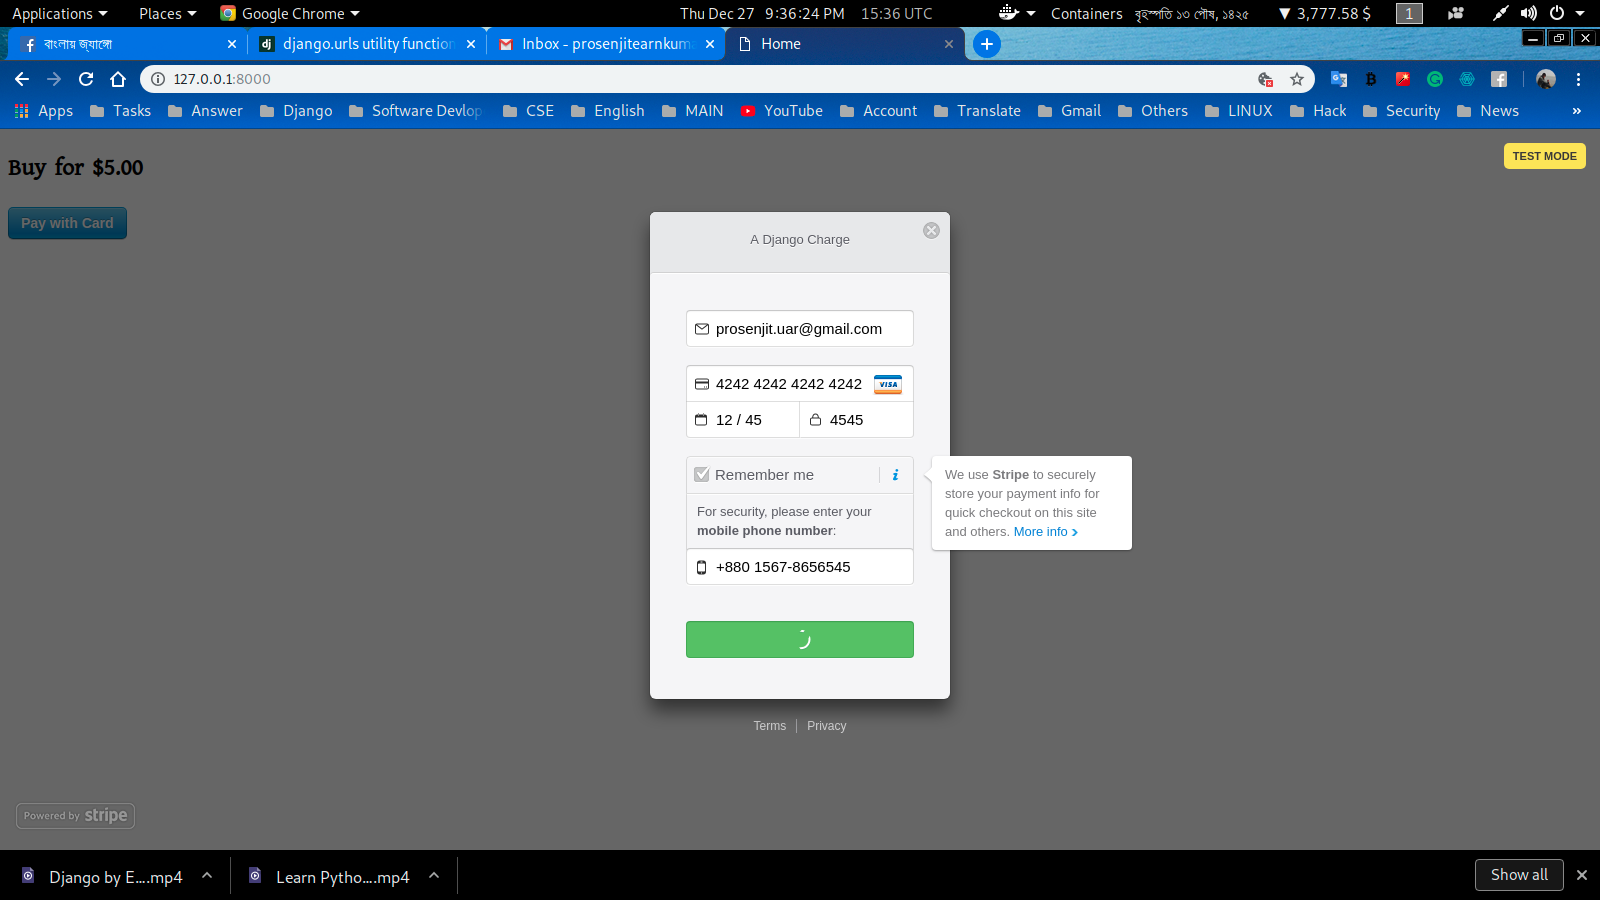 Applications Places Google Chrome Thu Dec 27 9:36:24 PM 15:36 UTC Containers বৃহস্পতি ১৩ পৌষ, ১৪২৫ ▼ 3,777.58 $ 1
বাংলায় জ্যাঙ্গো django.urls utility function Inbox - prosenjitearnkuma Home
127.0.0.1:8000
Apps Tasks Answer Django Software Devlop CSE English MAIN YouTube Account Translate Gmail Others LINUX Hack Security News »
Buy for $5.00
TEST MODE
Pay with Card
A Django Charge
prosenjit.uar@gmail.com
4242 4242 4242 4242 VISA
12 / 45 4545
Remember me i
For security, please enter your
mobile phone number:
+880 1567-8656545
We use Stripe to securely
store your payment info for
quick checkout on this site
and others. More info ›
Terms Privacy
Powered by stripe
Django by E....mp4 Learn Pytho....mp4 Show all